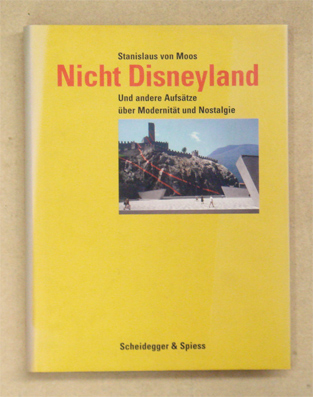 Stanislaus von Moos
Nicht Disneyland
Und andere Aufsätze
über Modernität und Nostalgie
Scheidegger & Spiess